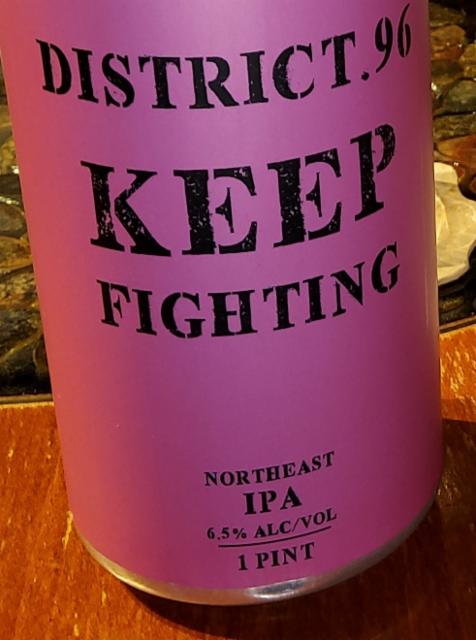 DISTRICT.96
KEEP
FIGHTING
NORTHEAST
IPA
6.5% ALC/VOL
1 PINT